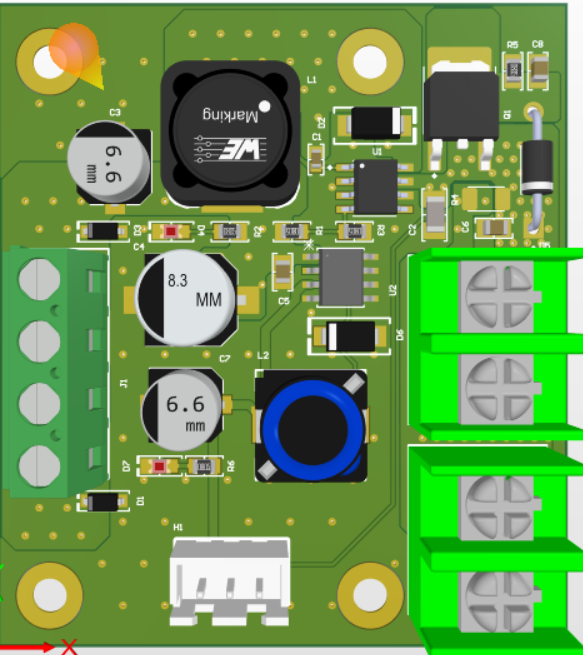 R5
C8
L1
C3
D2
Q1
Marking
C1
WE
U1
6.6
mm
R4
D3
D4
R2
R1
R3
C2
C6
C4
8.3
MM
C5
U2
D6
C7
L2
J1
6.6
mm
D7
R6
D1
H1
X